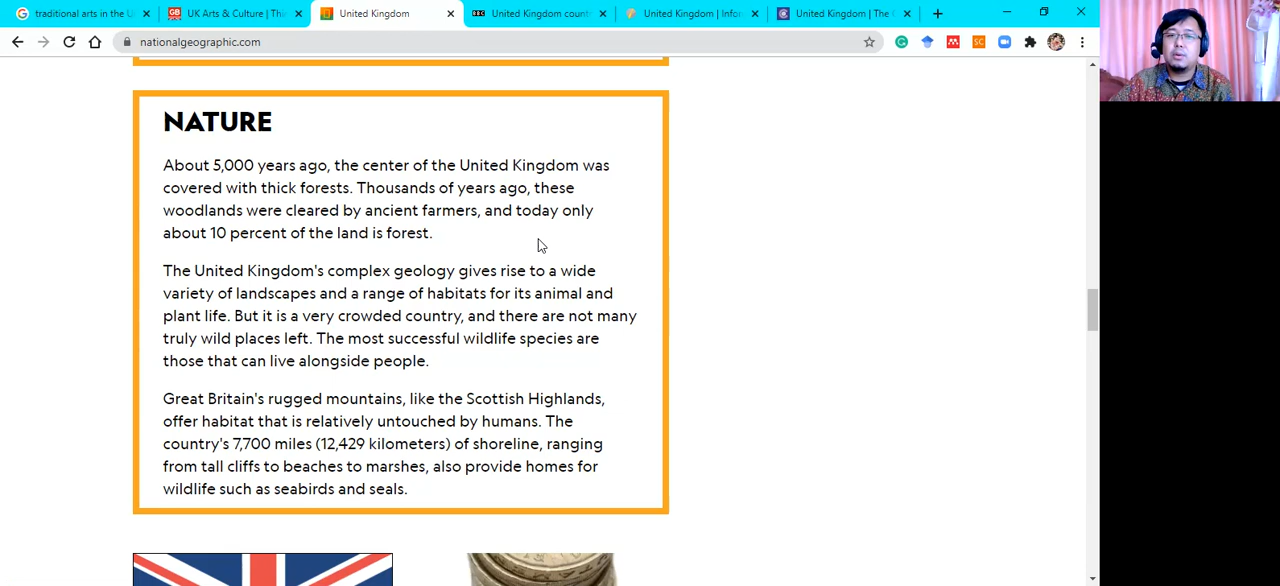 traditional arts in the U
UK Arts & Culture | Thi
United Kingdom
United Kingdom count
United Kingdom | Infor
United Kingdom | The C
nationalgeographic.com
NATURE
About 5,000 years ago, the center of the United Kingdom was
covered with thick forests. Thousands of years ago, these
woodlands were cleared by ancient farmers, and today only
about 10 percent of the land is forest.
The United Kingdom's complex geology gives rise to a wide
variety of landscapes and a range of habitats for its animal and
plant life. But it is a very crowded country, and there are not many
truly wild places left. The most successful wildlife species are
those that can live alongside people.
Great Britain's rugged mountains, like the Scottish Highlands,
offer habitat that is relatively untouched by humans. The
country's 7,700 miles (12,429 kilometers) of shoreline, ranging
from tall cliffs to beaches to marshes, also provide homes for
wildlife such as seabirds and seals.